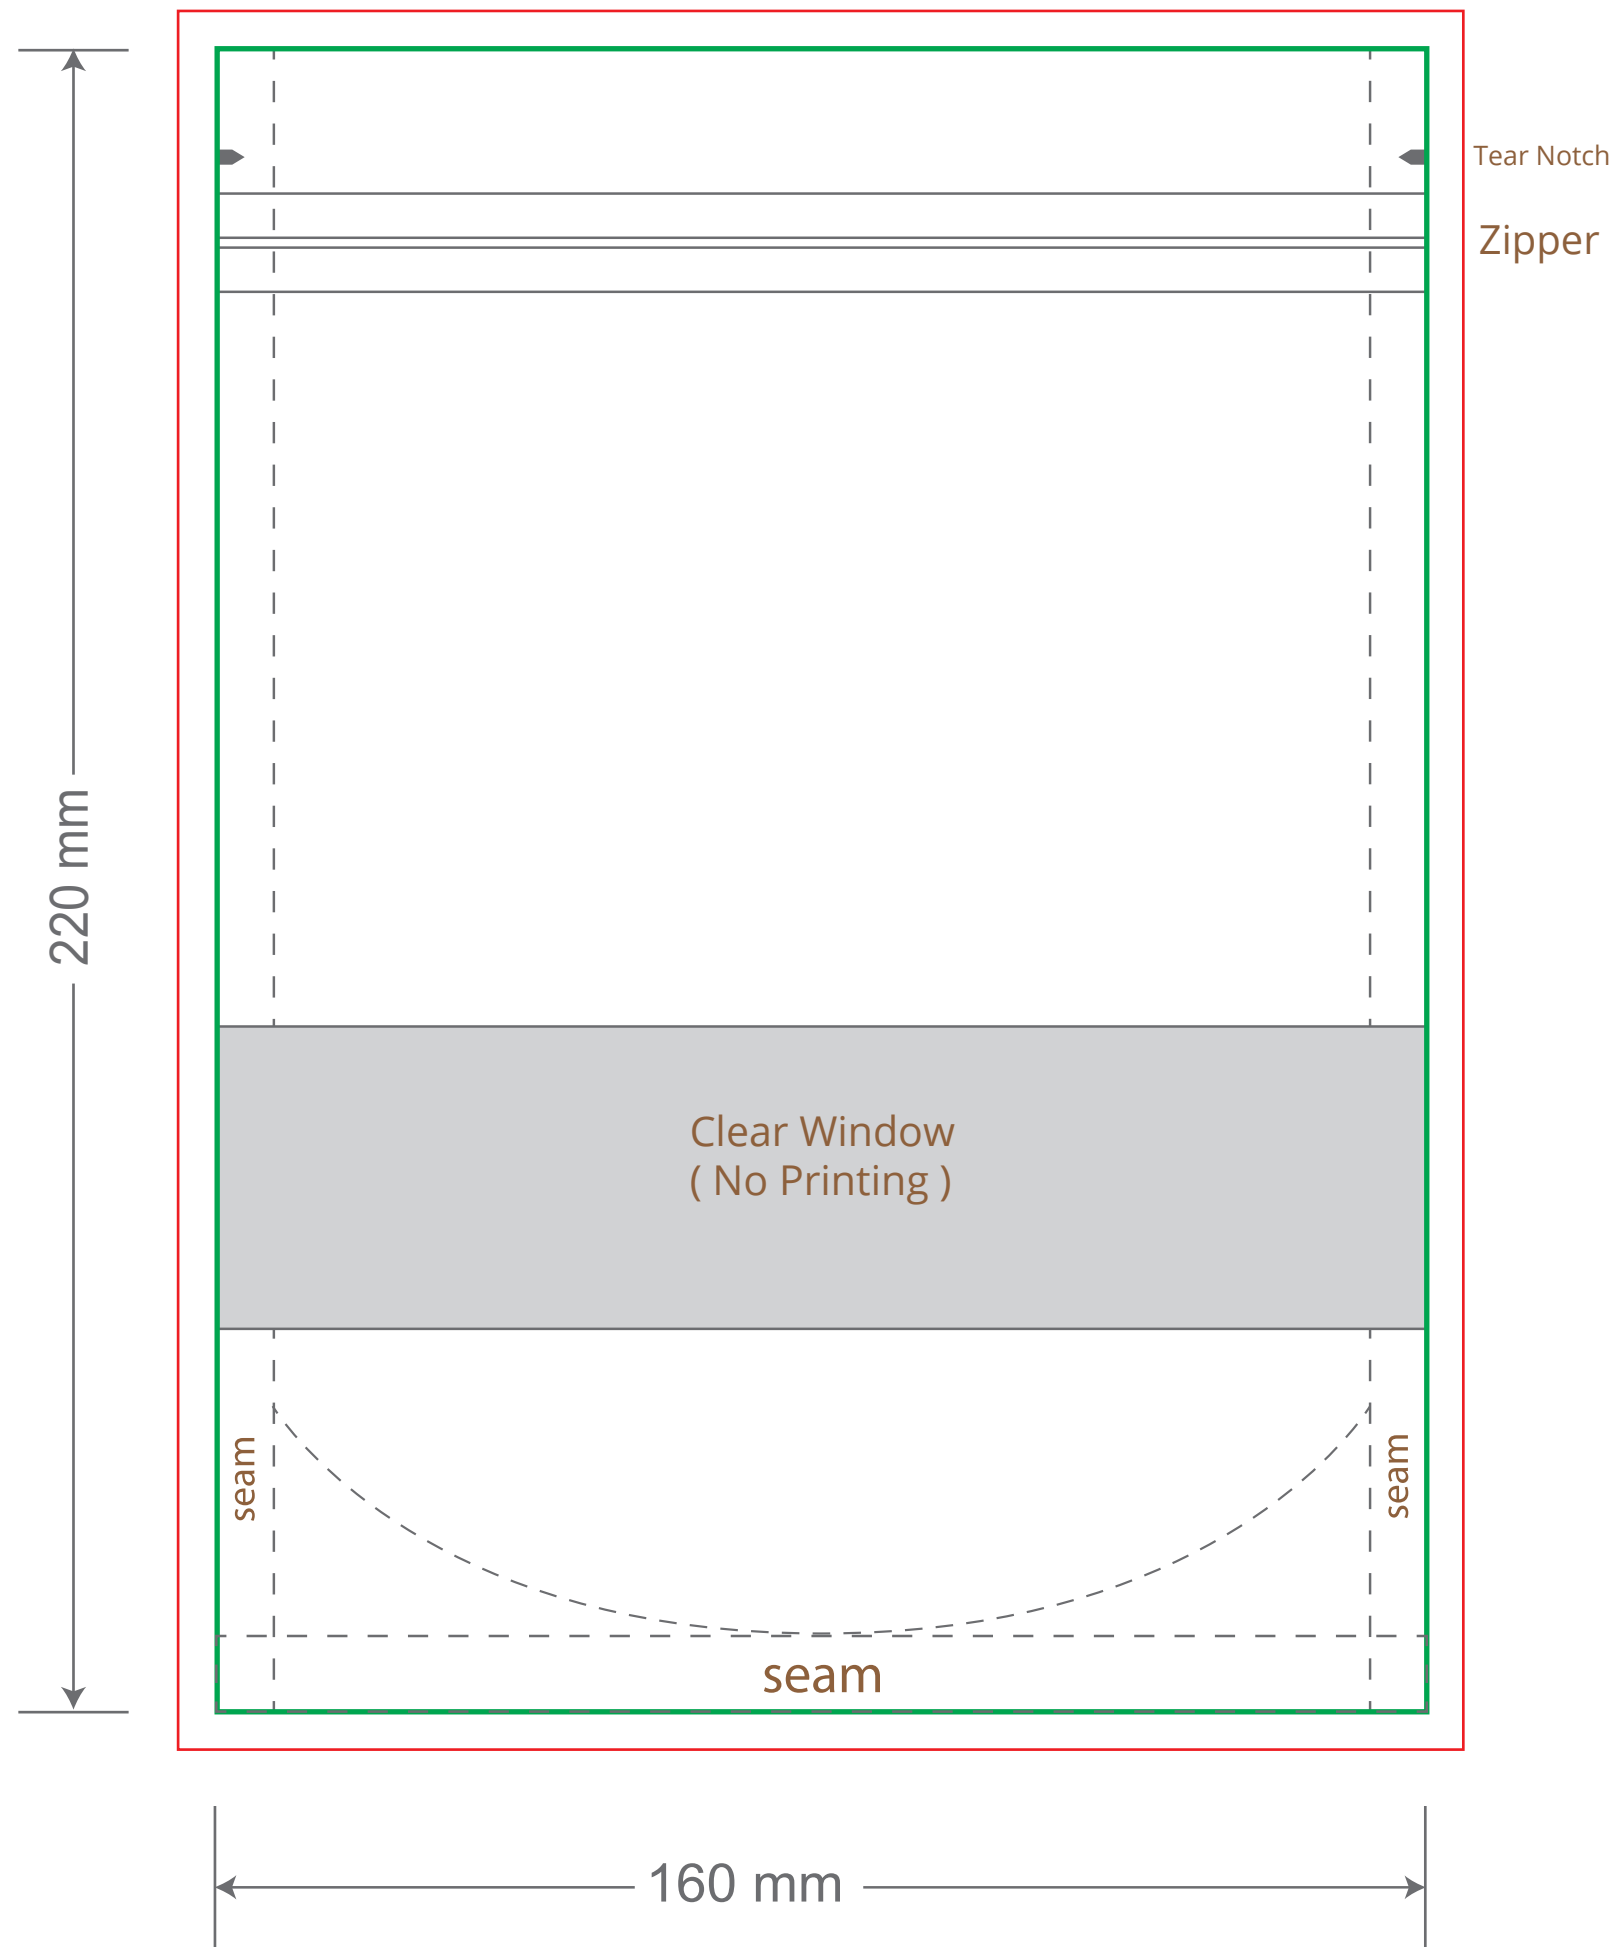 Tear Notch
Zipper
220 mm
Clear Window
( No Printing )
seam
seam
seam
160 mm